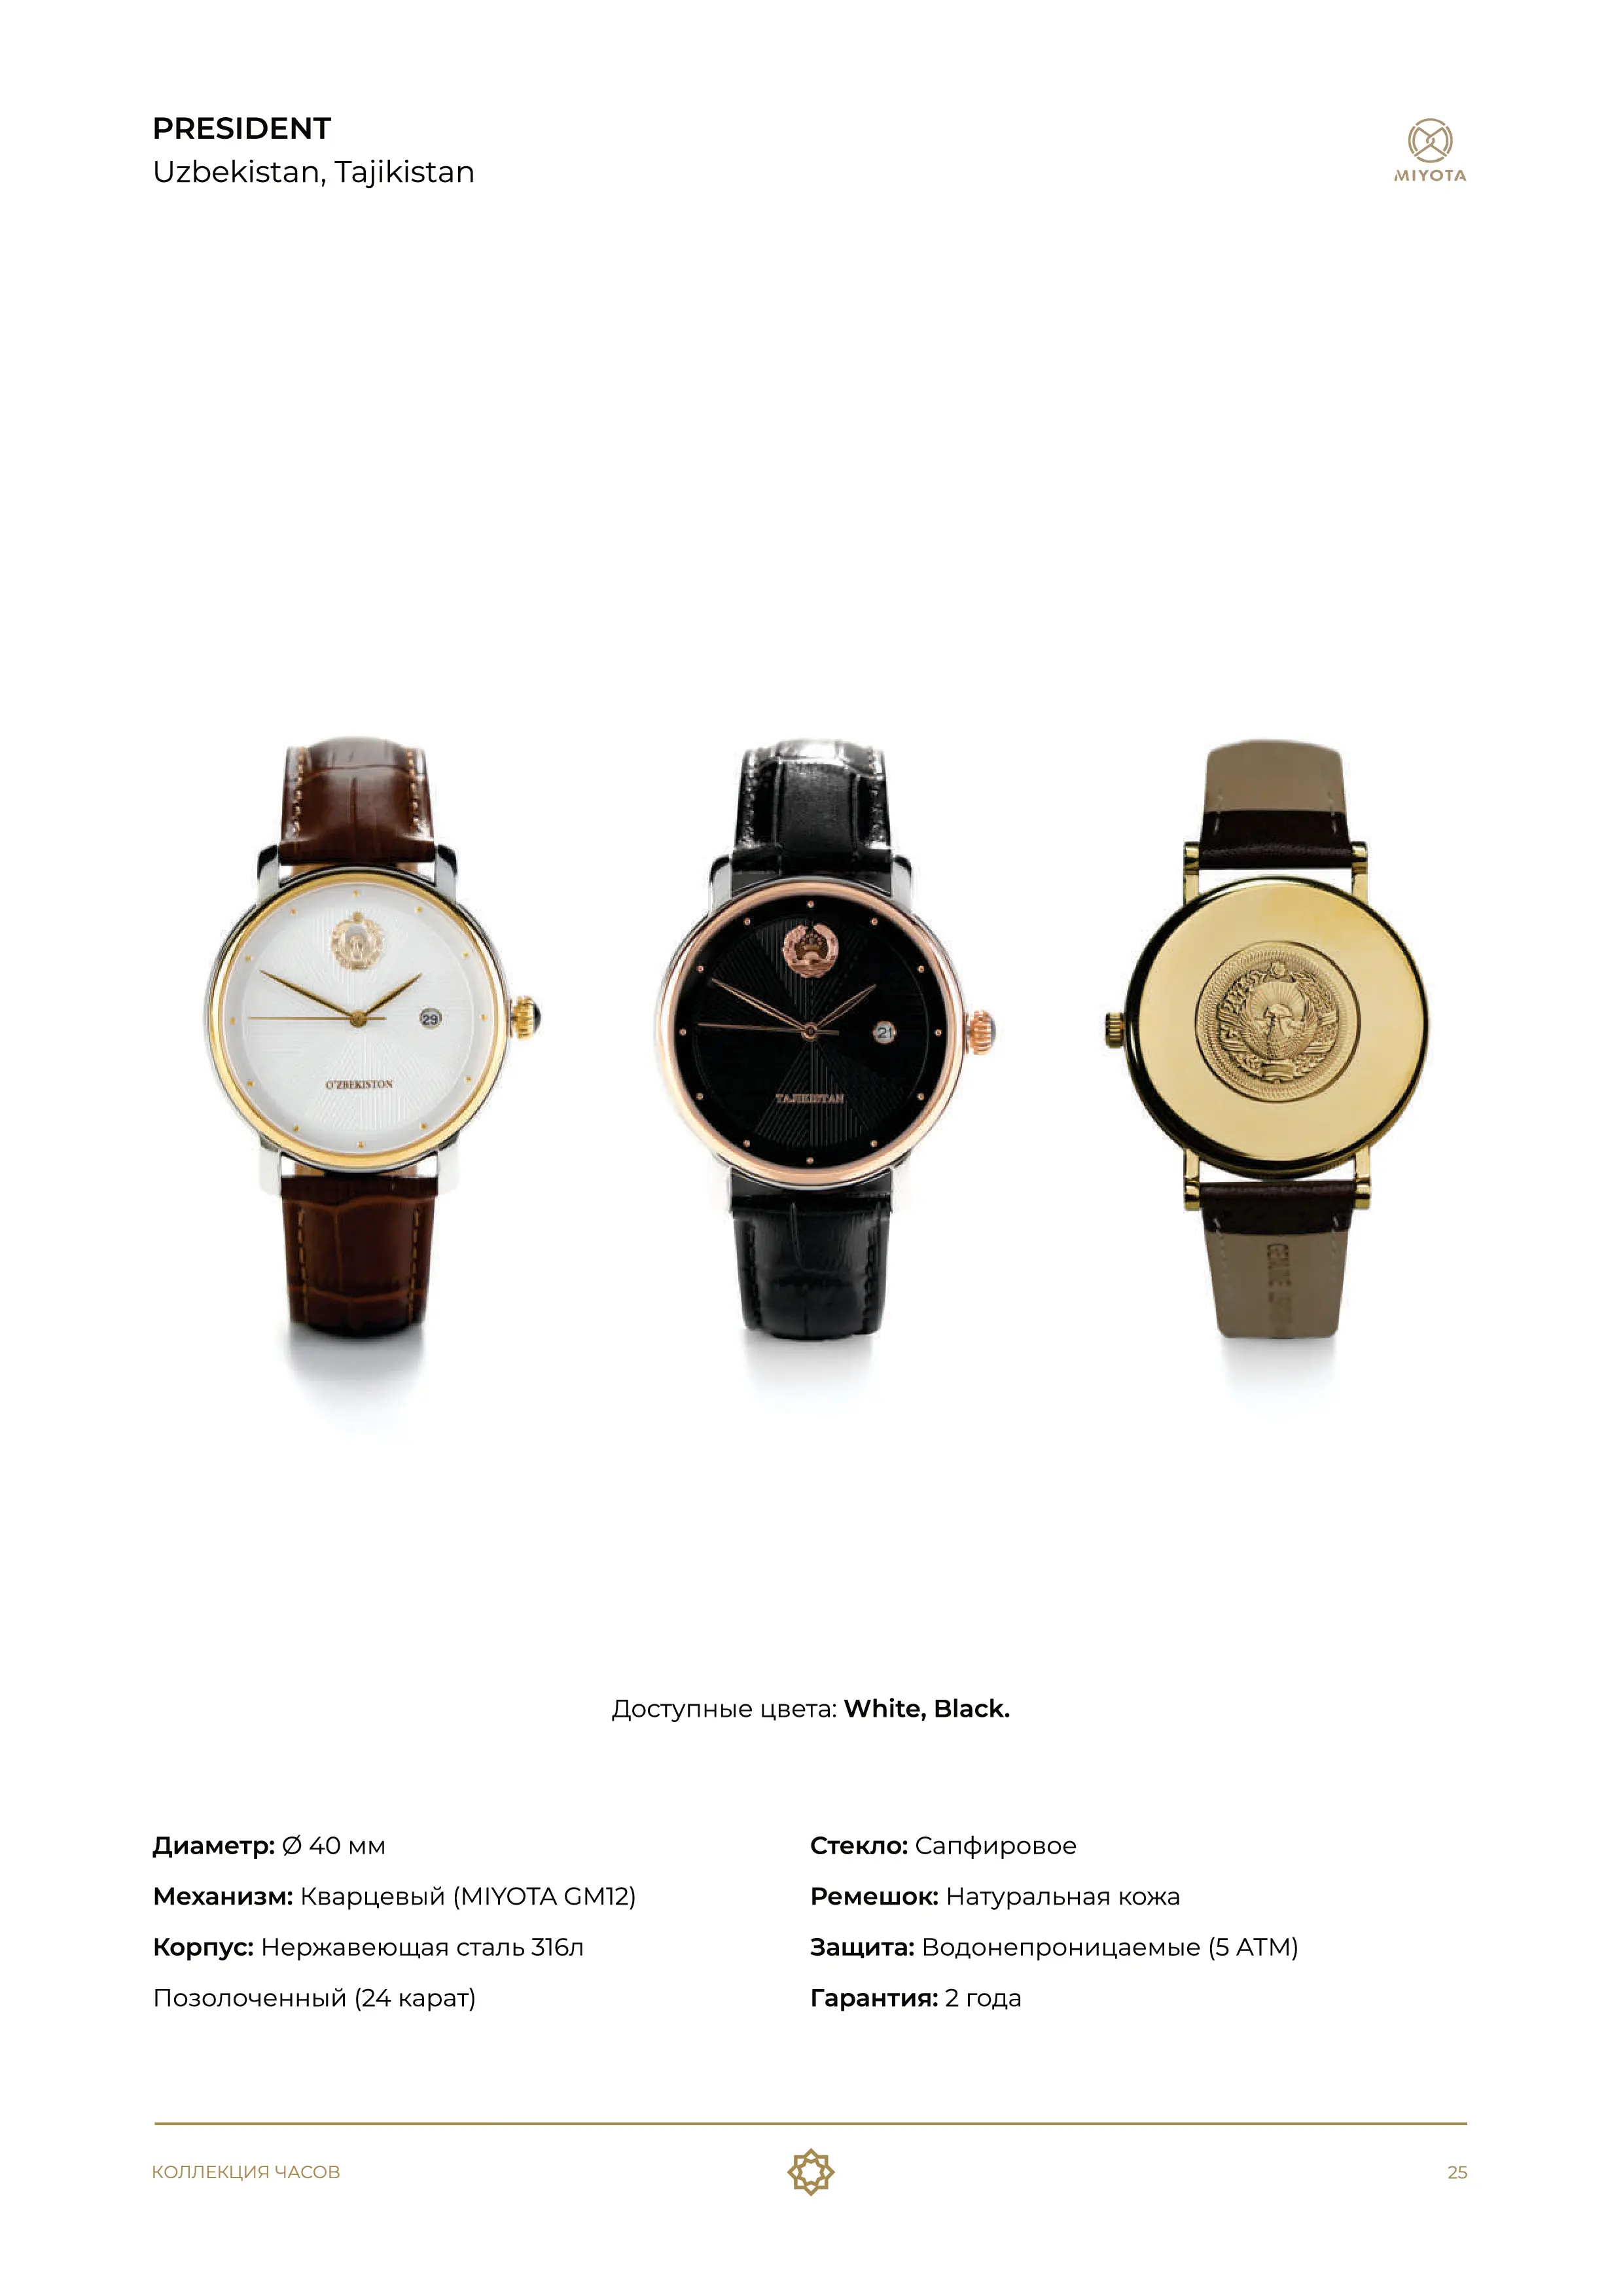 PRESIDENT
Uzbekistan, Tajikistan
MIYOTA
29
O'ZBEKISTON
21
TAJIKISTAN
GENUINE
Доступные цвета: White, Black.
Диаметр: Ø 40 мм
Механизм: Кварцевый (MIYOTA GM12)
Корпус: Нержавеющая сталь 316л
Позолоченный (24 карат)
Стекло: Сапфировое
Ремешок: Натуральная кожа
Защита: Водонепроницаемые (5 ATM)
Гарантия: 2 года
КОЛЛЕКЦИЯ ЧАСОВ
25